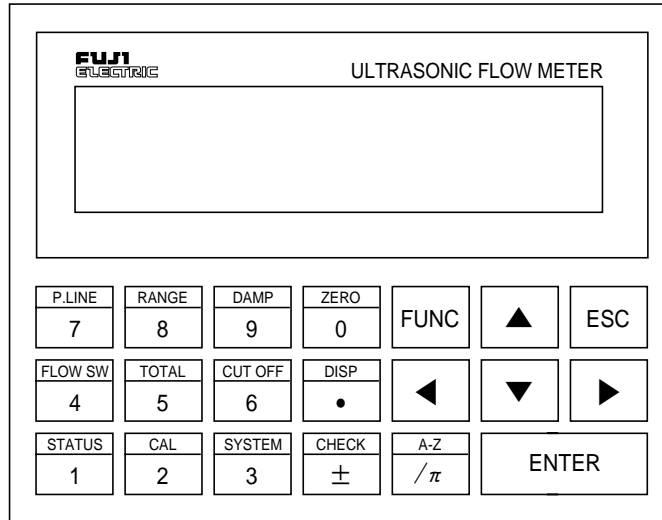 FUJI
ELECTRIC
ULTRASONIC FLOW METER
P.LINE RANGE DAMP ZERO
7 8 9 0 FUNC ▲ ESC
FLOW SW TOTAL CUT OFF DISP
4 5 6 • ◀ ▼ ▶
STATUS CAL SYSTEM CHECK A-Z
1 2 3 ± /π ENTER